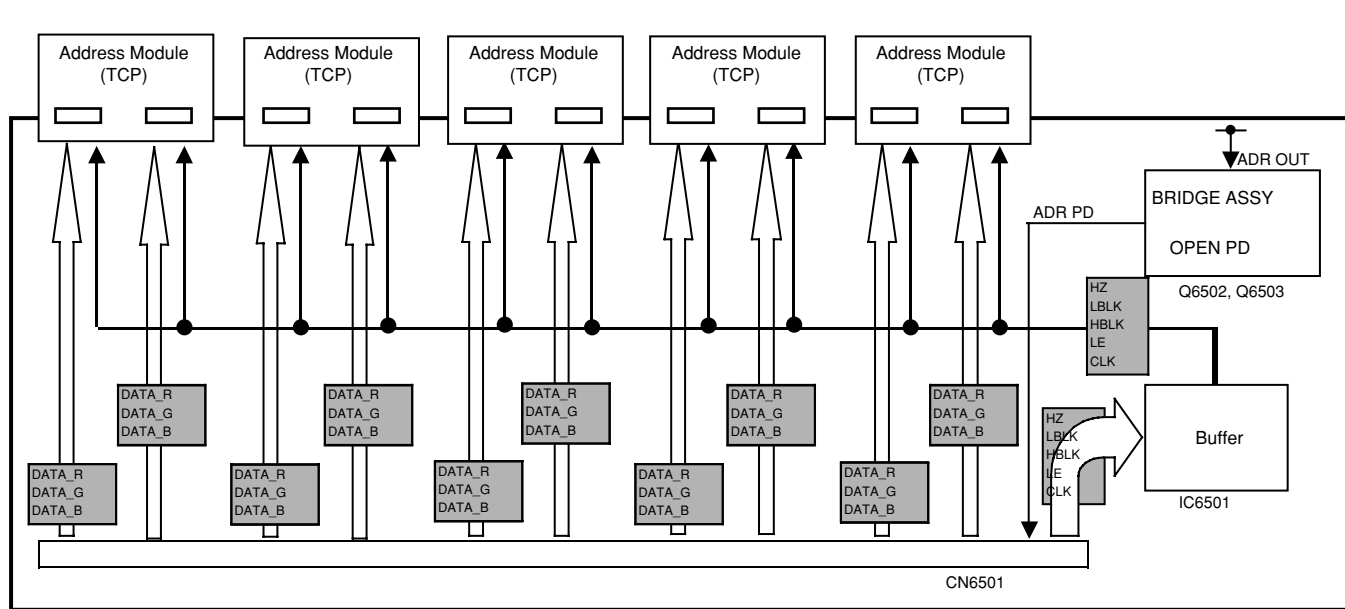 Address Module
(TCP)
Address Module
(TCP)
Address Module
(TCP)
Address Module
(TCP)
Address Module
(TCP)
ADR OUT
BRIDGE ASSY
OPEN PD
Q6502, Q6503
ADR PD
HZ
LBLK
HBLK
LE
CLK
DATA_R
DATA_G
DATA_B
DATA_R
DATA_G
DATA_B
DATA_R
DATA_G
DATA_B
DATA_R
DATA_G
DATA_B
DATA_R
DATA_G
DATA_B
HZ
LBLK
HBLK
LE
CLK
Buffer
IC6501
DATA_R
DATA_G
DATA_B
DATA_R
DATA_G
DATA_B
DATA_R
DATA_G
DATA_B
DATA_R
DATA_G
DATA_B
DATA_R
DATA_G
DATA_B
CN6501